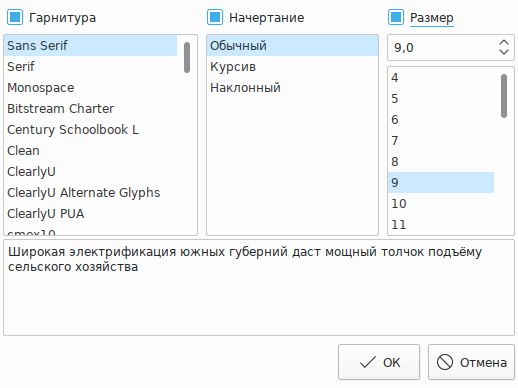 Гарнитура
Начертание
Размер
Sans Serif
Serif
Monospace
Bitstream Charter
Century Schoolbook L
Clean
ClearlyU
ClearlyU Alternate Glyphs
ClearlyU PUA
cmex10
Обычный
Курсив
Наклонный
9,0
4
5
6
7
8
9
10
11
Широкая электрификация южных губерний даст мощный толчок подъёму
сельского хозяйства
ОК
Отмена